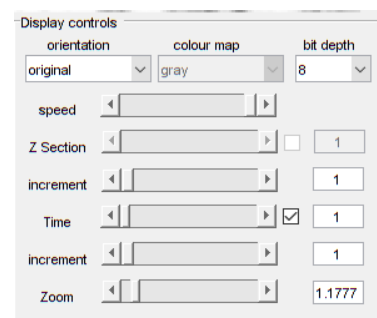 Display controls
orientation colour map bit depth
original gray 8
speed
Z Section 1
increment 1
Time 1
increment 1
Zoom 1.1777